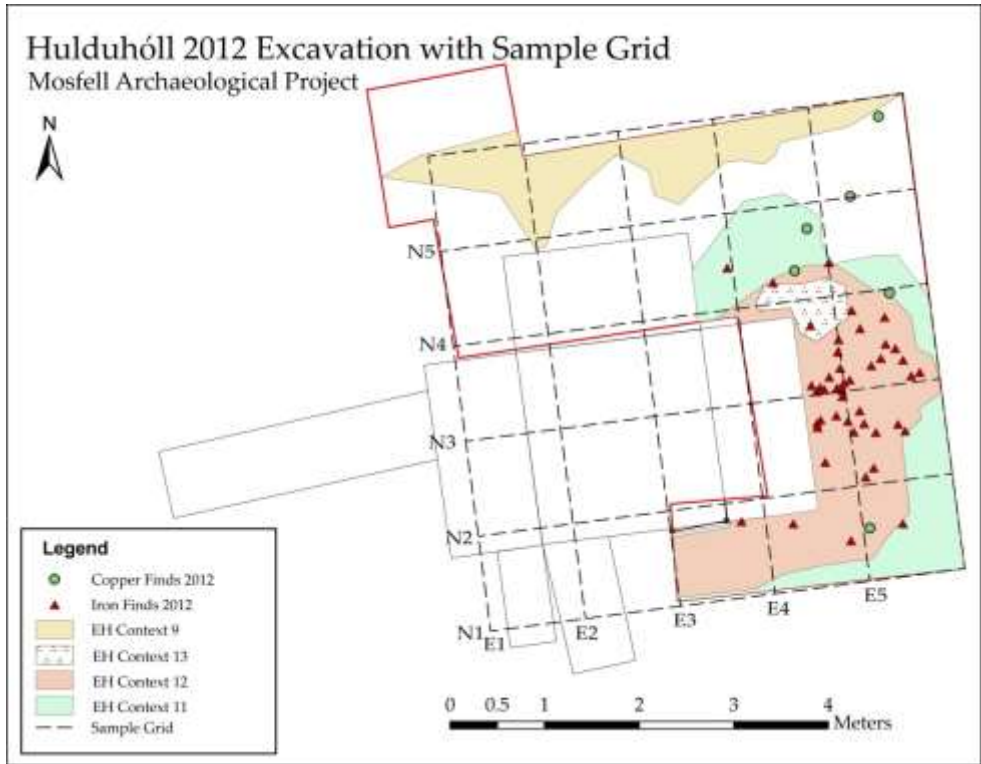 Hulduhóll 2012 Excavation with Sample Grid
Mosfell Archaeological Project
N
N5
N4
N3
N2
N1
E1
E2
E3
E4
E5
Legend
Copper Finds 2012
Iron Finds 2012
EH Context 9
EH Context 13
EH Context 12
EH Context 11
Sample Grid
0 0.5 1 2 3 4
Meters